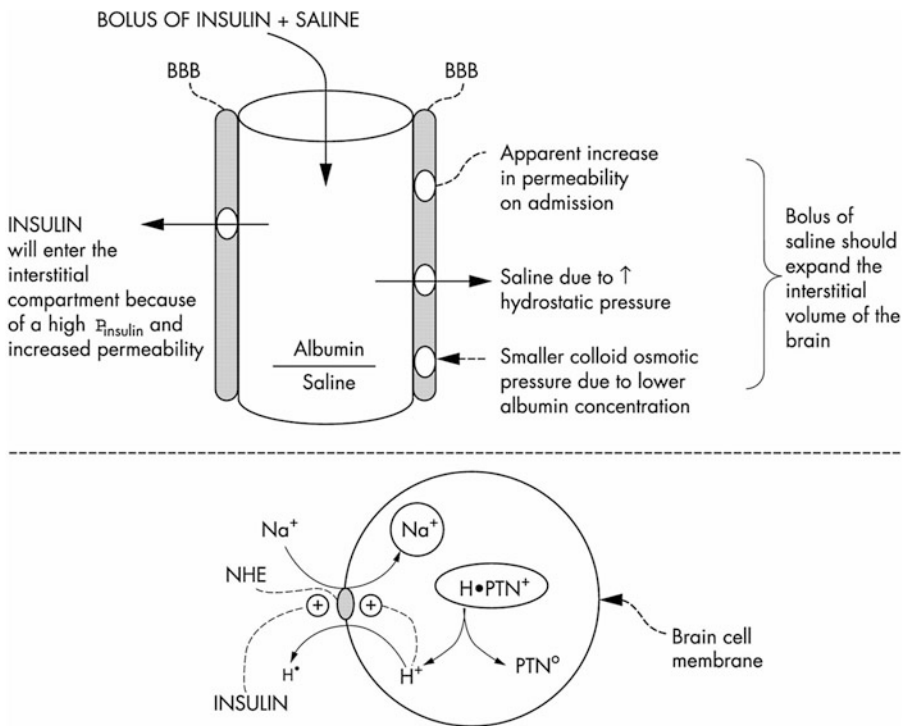 BOLUS OF INSULIN + SALINE
BBB
BBB
Apparent increase
in permeability
on admission
INSULIN
will enter the
interstitial
compartment because
of a high Pinsulin and
increased permeability
Saline due to ↑
hydrostatic pressure
Albumin
Saline
Smaller colloid osmotic
pressure due to lower
albumin concentration
Bolus of
saline should
expand the
interstitial
volume of the
brain
Na+
Na+
NHE
+
+
H•PTN+
H•
H+
PTNo
INSULIN
Brain cell
membrane